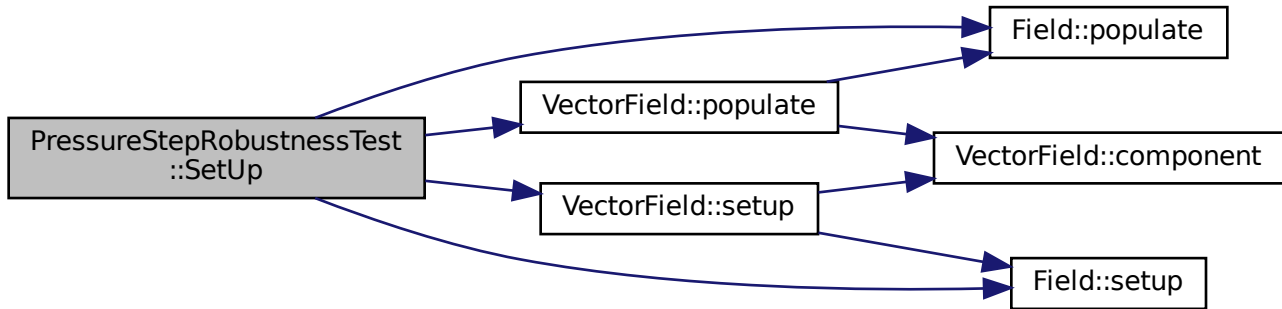 PressureStepRobustnessTest
::SetUp
Field::populate
VectorField::populate
VectorField::component
VectorField::setup
Field::setup